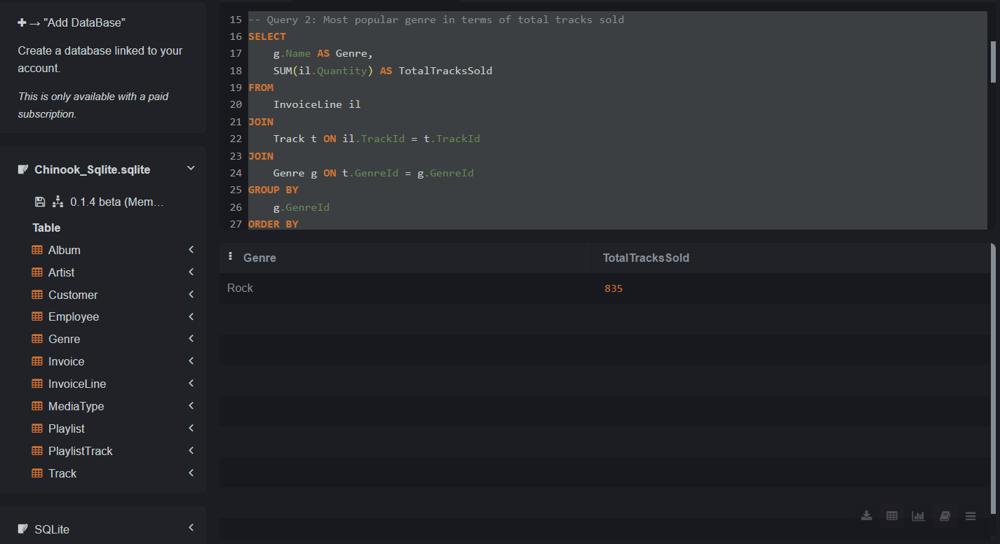 ✚ → "Add DataBase"
Create a database linked to your
account.
This is only available with a paid
subscription.
Chinook_Sqlite.sqlite
0.1.4 beta (Mem…
Table
Album
Artist
Customer
Employee
Genre
Invoice
InvoiceLine
MediaType
Playlist
PlaylistTrack
Track
SQLite
15 -- Query 2: Most popular genre in terms of total tracks sold
16 SELECT
17     g.Name AS Genre,
18     SUM(il.Quantity) AS TotalTracksSold
19 FROM
20     InvoiceLine il
21 JOIN
22     Track t ON il.TrackId = t.TrackId
23 JOIN
24     Genre g ON t.GenreId = g.GenreId
25 GROUP BY
26     g.GenreId
27 ORDER BY
Genre TotalTracksSold
Rock 835